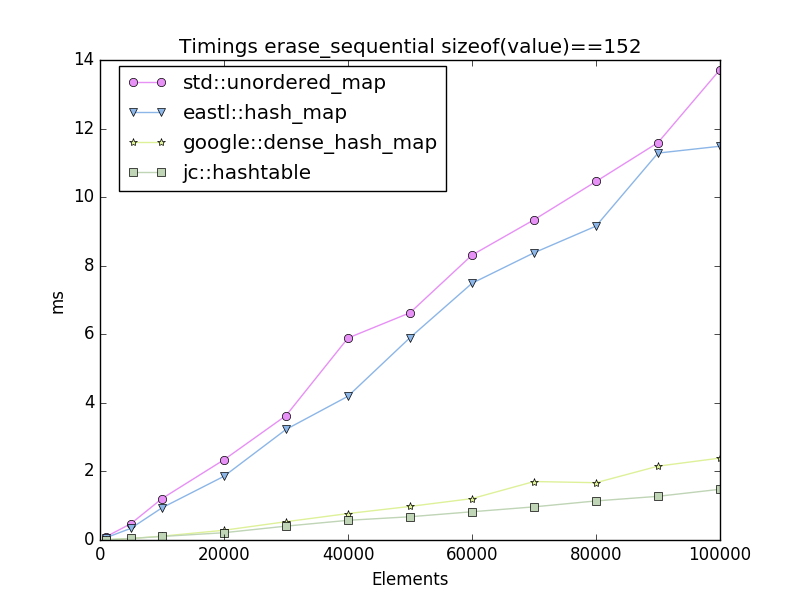 Timings erase_sequential sizeof(value)==152
std::unordered_map
eastl::hash_map
google::dense_hash_map
jc::hashtable
14
12
10
8
6
4
2
0
ms
0 20000 40000 60000 80000 100000
Elements